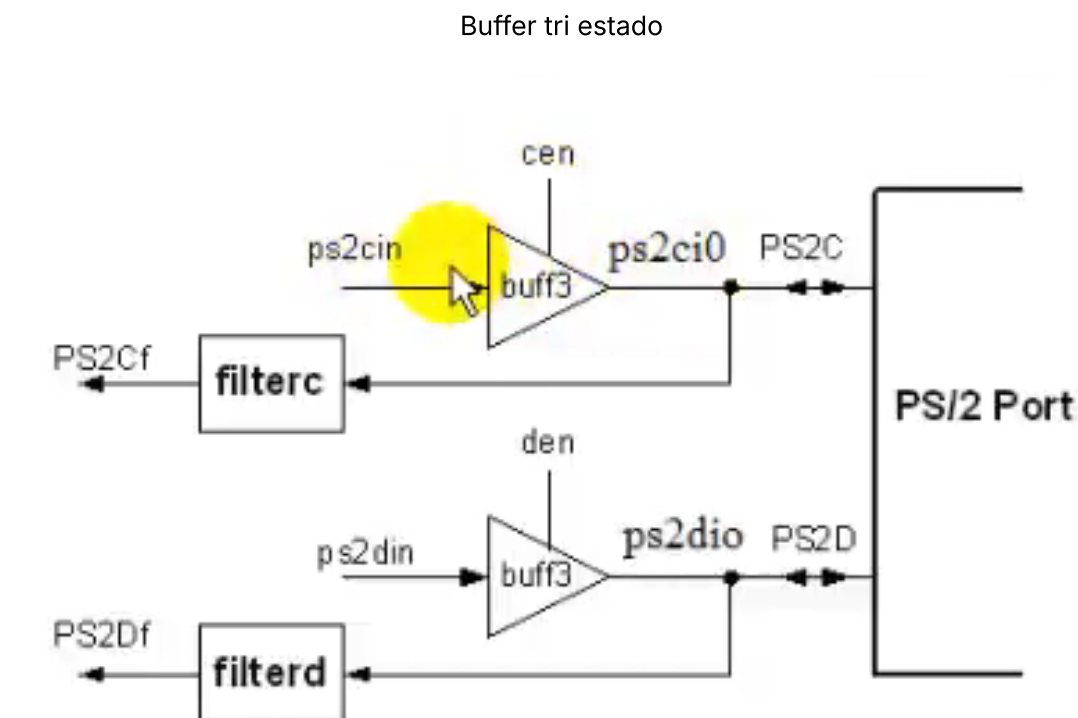 Buffer tri estado
cen
ps2cin
buff3
ps2ci0
PS2C
PS2Cf
filterc
PS/2 Port
den
ps2din
buff3
ps2dio
PS2D
PS2Df
filterd